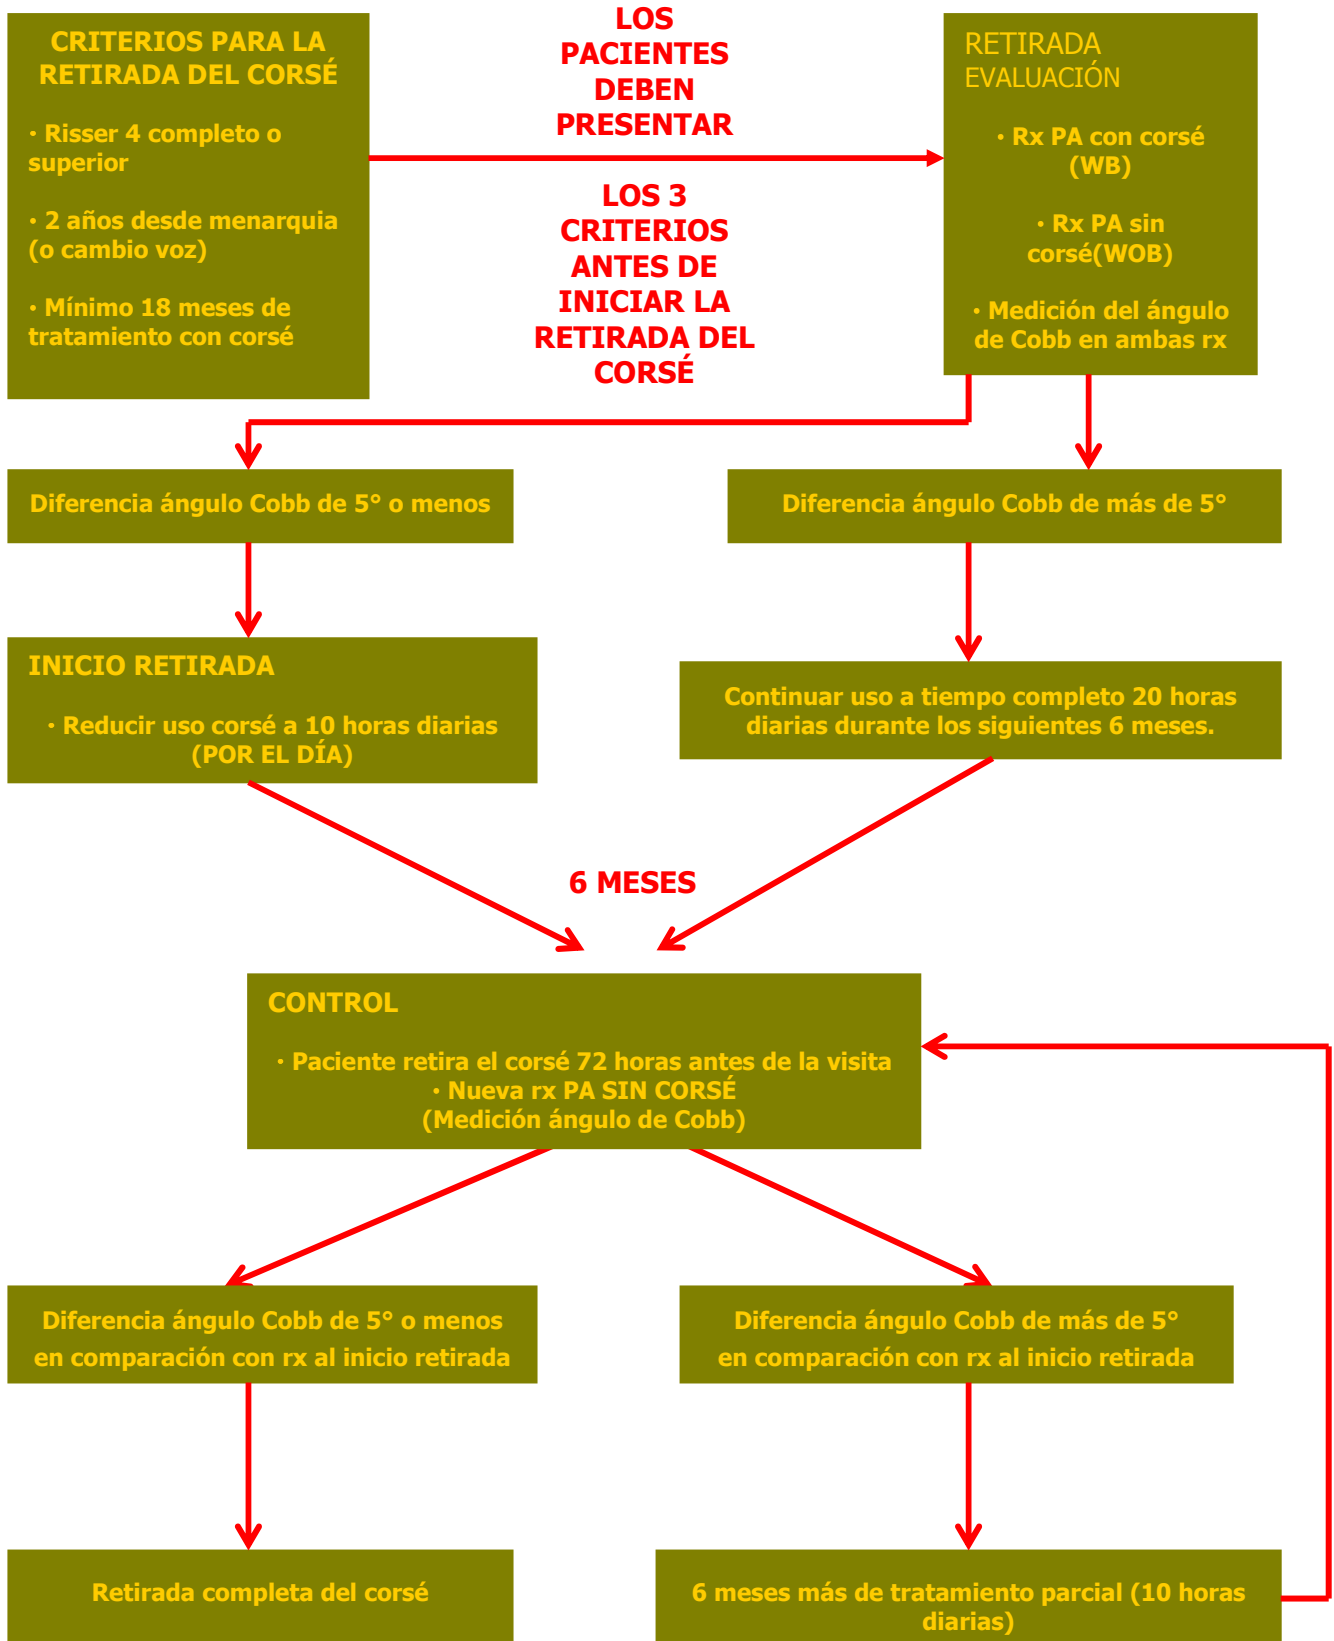 CRITERIOS PARA LA
RETIRADA DEL CORSÉ
· Risser 4 completo o
superior
· 2 años desde menarquia
(o cambio voz)
· Mínimo 18 meses de
tratamiento con corsé
LOS
PACIENTES
DEBEN
PRESENTAR
LOS 3
CRITERIOS
ANTES DE
INICIAR LA
RETIRADA DEL
CORSÉ
RETIRADA
EVALUACIÓN
· Rx PA con corsé
(WB)
· Rx PA sin
corsé(WOB)
· Medición del ángulo
de Cobb en ambas rx
Diferencia ángulo Cobb de 5° o menos
Diferencia ángulo Cobb de más de 5°
INICIO RETIRADA
· Reducir uso corsé a 10 horas diarias
(POR EL DÍA)
Continuar uso a tiempo completo 20 horas
diarias durante los siguientes 6 meses.
6 MESES
CONTROL
· Paciente retira el corsé 72 horas antes de la visita
· Nueva rx PA SIN CORSÉ
(Medición ángulo de Cobb)
Diferencia ángulo Cobb de 5° o menos
en comparación con rx al inicio retirada
Diferencia ángulo Cobb de más de 5°
en comparación con rx al inicio retirada
Retirada completa del corsé
6 meses más de tratamiento parcial (10 horas
diarias)